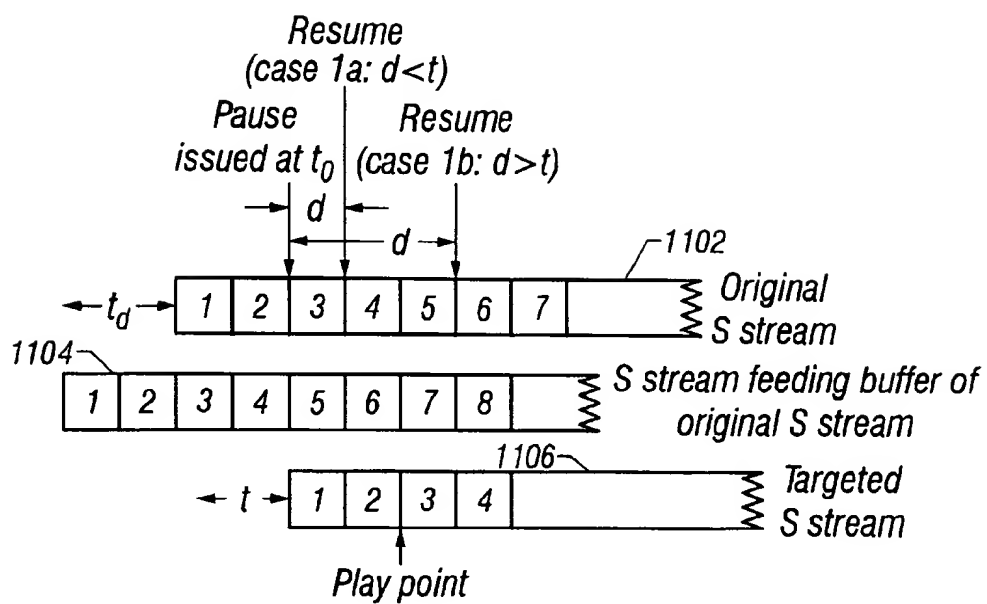 Resume
(case 1a: d<t)
Pause
issued at t0
Resume
(case 1b: d>t)
d
d
1102
td
1 2 3 4 5 6 7
Original
S stream
1104
1 2 3 4 5 6 7 8
S stream feeding buffer of
original S stream
1106
t
1 2 3 4
Targeted
S stream
Play point